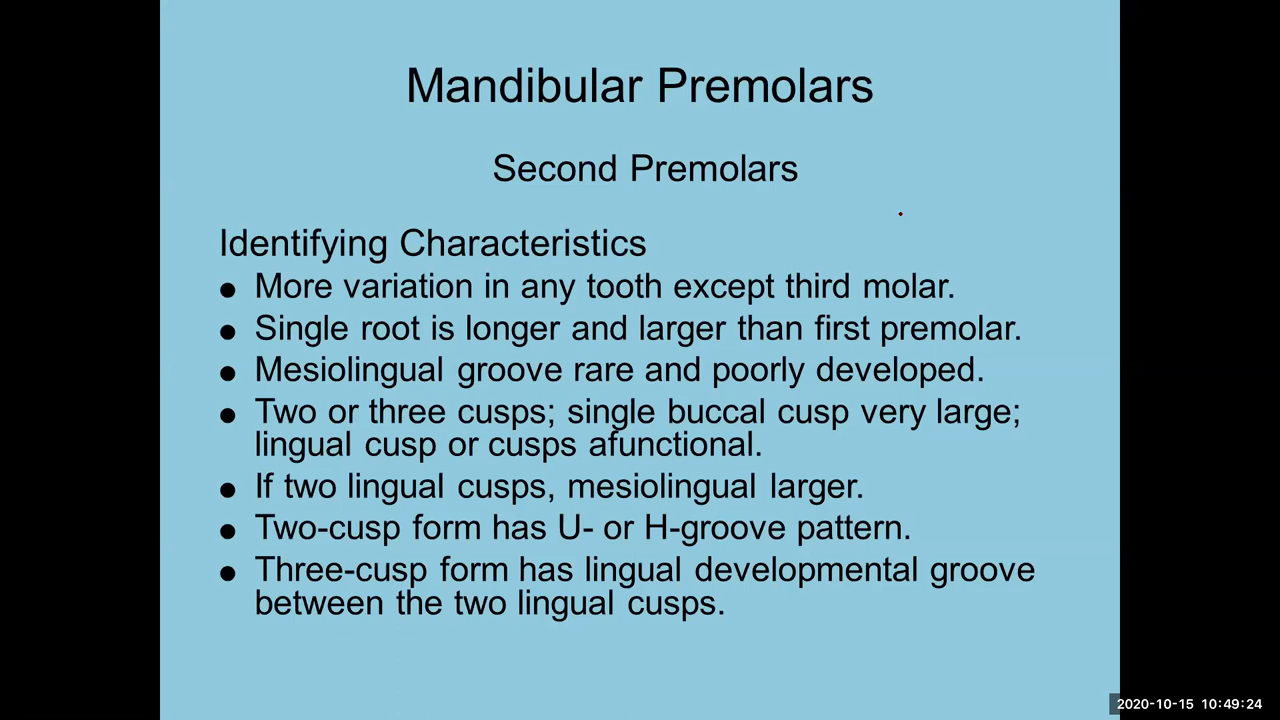 Mandibular Premolars
Second Premolars
Identifying Characteristics
● More variation in any tooth except third molar.
● Single root is longer and larger than first premolar.
● Mesiolingual groove rare and poorly developed.
● Two or three cusps; single buccal cusp very large;
lingual cusp or cusps afunctional.
● If two lingual cusps, mesiolingual larger.
● Two-cusp form has U- or H-groove pattern.
● Three-cusp form has lingual developmental groove
between the two lingual cusps.
2020-10-15 10:49:24